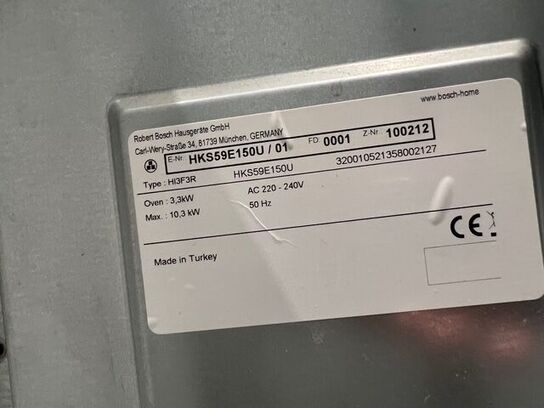 www.bosch-home
Robert Bosch Hausgeräte GmbH
Carl-Wery-Straße 34, 81739 München, GERMANY
E-Nr. HKS59E150U / 01 FD. 0001 Z-Nr. 100212
Type : HI3F3R HKS59E150U 320010521358002127
Oven : 3,3kW AC 220 - 240V
Max. : 10,3 kW 50 Hz
CE
Made in Turkey